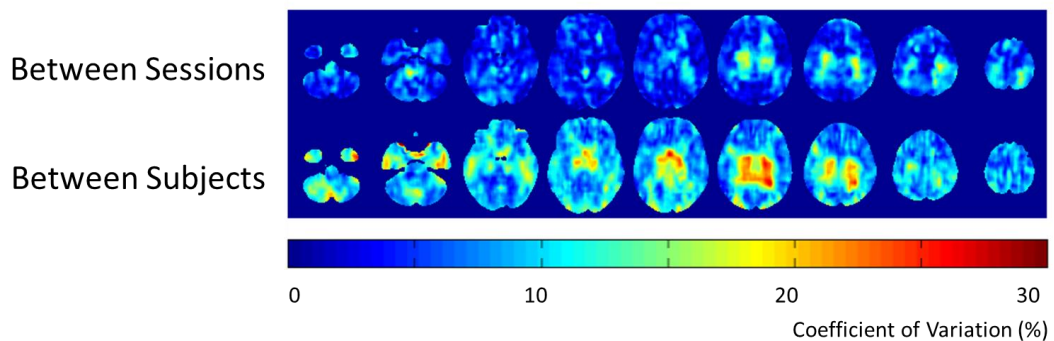 Between Sessions
Between Subjects
0 10 20 30
Coefficient of Variation (%)